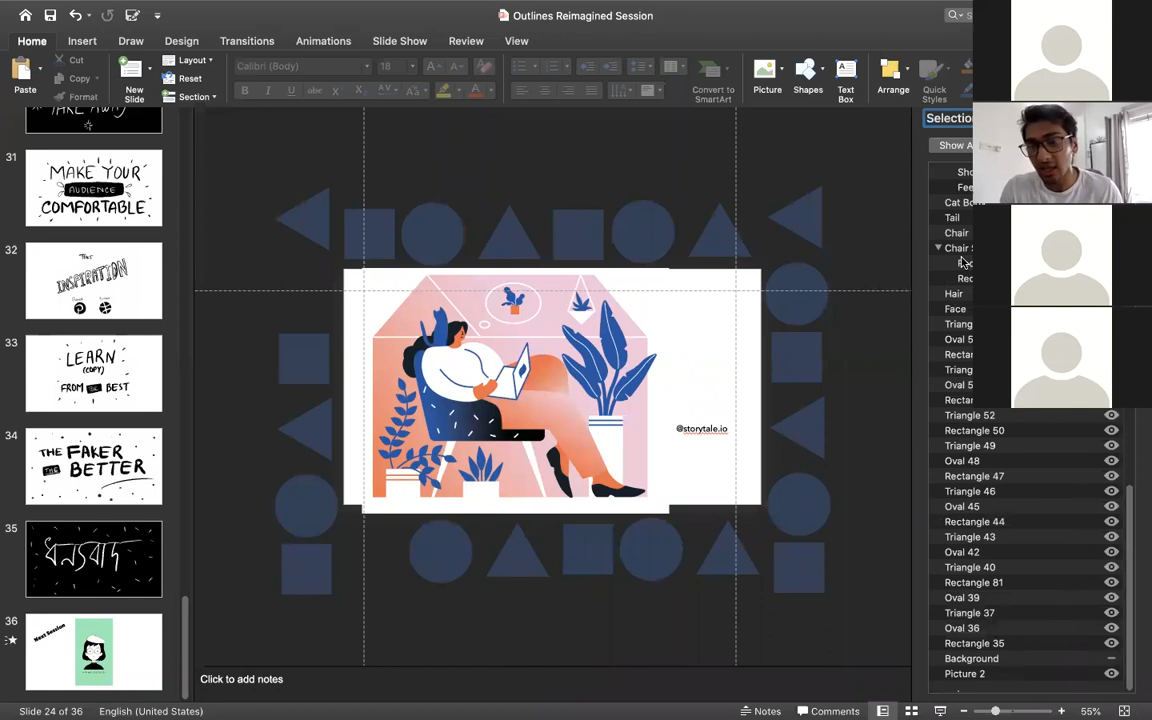 Outlines Reimagined Session
Home Insert Draw Design Transitions Animations Slide Show Review View
Paste
Cut
Copy
Format
New
Slide
Layout
Reset
Section
Calibri (Body) 18
Convert to
SmartArt
Picture
Shapes
Text
Box
Arrange
Quick
Styles
31
MAKE YOUR
AUDIENCE
COMFORTABLE
32
THAT
INSPIRATION
33
LEARN
(COPY)
FROM THE BEST
34
THE FAKER
THE BETTER
35
ধন্যবাদ
36
Next Session
@storytale.io
Click to add notes
Tail
Chair
Hair
Face
Triangle 52
Rectangle 50
Triangle 49
Oval 48
Rectangle 47
Triangle 46
Oval 45
Rectangle 44
Triangle 43
Oval 42
Triangle 40
Rectangle 81
Oval 39
Triangle 37
Oval 36
Rectangle 35
Background
Picture 2
Slide 24 of 36 English (United States) Notes Comments 55%